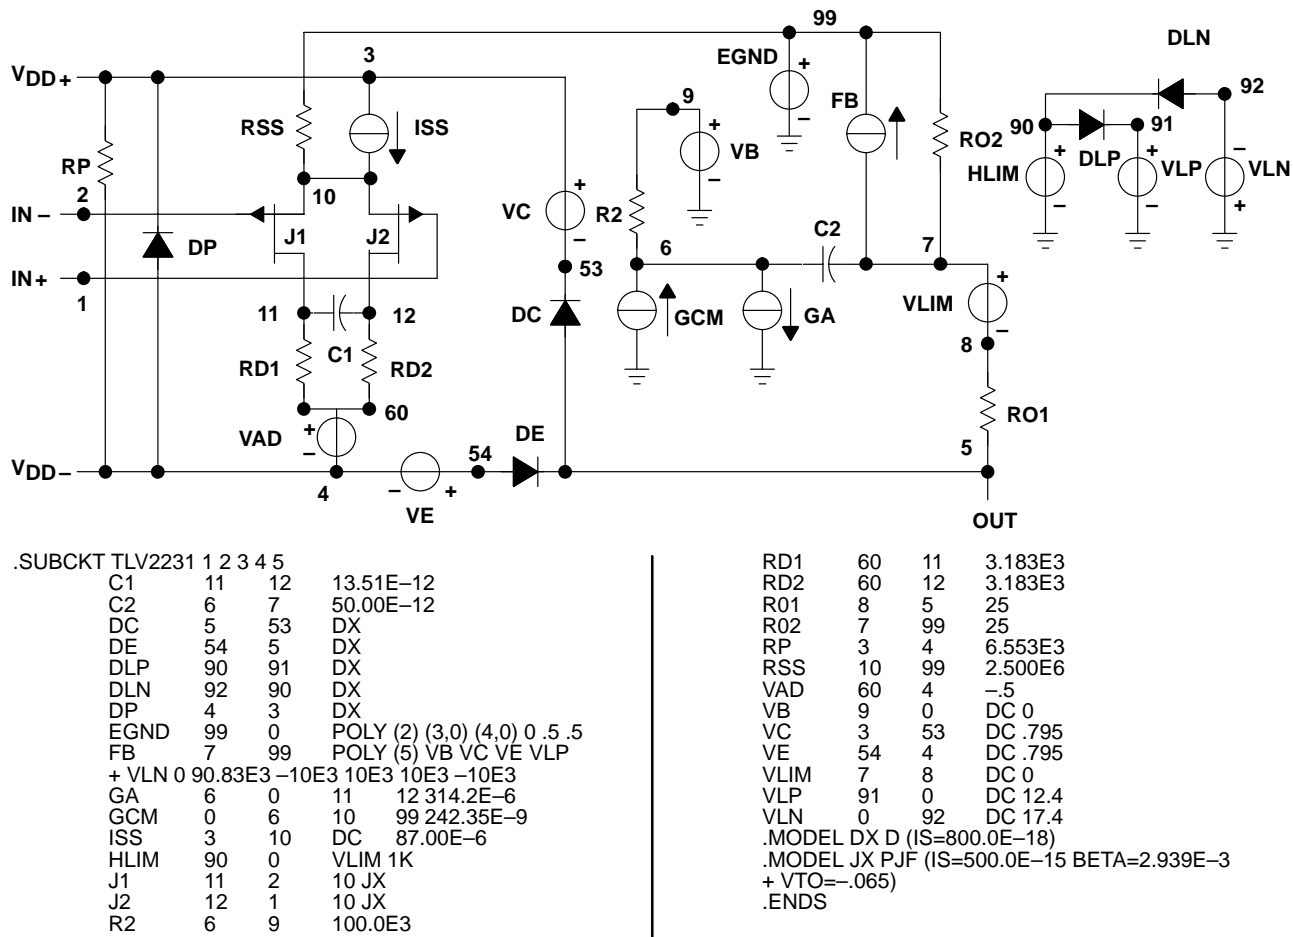 99
3
DLN
VDD+
EGND
+
–
9
FB
92
RSS
ISS
+
–
VB
RO2
90
91
+
–
DLP
+
–
–
+
RP
HLIM
VLP
VLN
2
10
IN–
VC
+
–
R2
C2
J1
J2
DP
6
7
IN+
53
+
–
1
VLIM
11
12
DC
GCM
GA
C1
8
RD1
RD2
60
RO1
VAD
+
–
DE
5
54
VDD–
4
–
+
VE
OUT
.SUBCKT TLV2231 1 2 3 4 5
C1 11 12 13.51E–12
C2 6 7 50.00E–12
DC 5 53 DX
DE 54 5 DX
DLP 90 91 DX
DLN 92 90 DX
DP 4 3 DX
EGND 99 0 POLY (2) (3,0) (4,0) 0 .5 .5
FB 7 99 POLY (5) VB VC VE VLP
+ VLN 0 90.83E3 –10E3 10E3 10E3 –10E3
GA 6 0 11 12 314.2E–6
GCM 0 6 10 99 242.35E–9
ISS 3 10 DC 87.00E–6
HLIM 90 0 VLIM 1K
J1 11 2 10 JX
J2 12 1 10 JX
R2 6 9 100.0E3
RD1 60 11 3.183E3
RD2 60 12 3.183E3
R01 8 5 25
R02 7 99 25
RP 3 4 6.553E3
RSS 10 99 2.500E6
VAD 60 4 –.5
VB 9 0 DC 0
VC 3 53 DC .795
VE 54 4 DC .795
VLIM 7 8 DC 0
VLP 91 0 DC 12.4
VLN 0 92 DC 17.4
.MODEL DX D (IS=800.0E–18)
.MODEL JX PJF (IS=500.0E–15 BETA=2.939E–3
+ VTO=–.065)
.ENDS